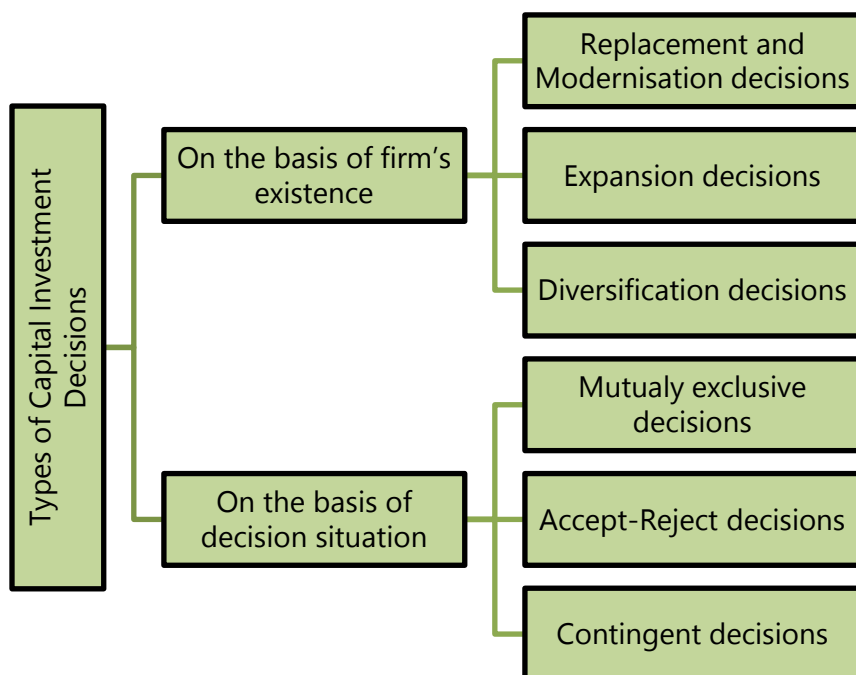 Types of Capital Investment
Decisions
On the basis of firm’s
existence
Replacement and
Modernisation decisions
Expansion decisions
Diversification decisions
On the basis of
decision situation
Mutualy exclusive
decisions
Accept-Reject decisions
Contingent decisions